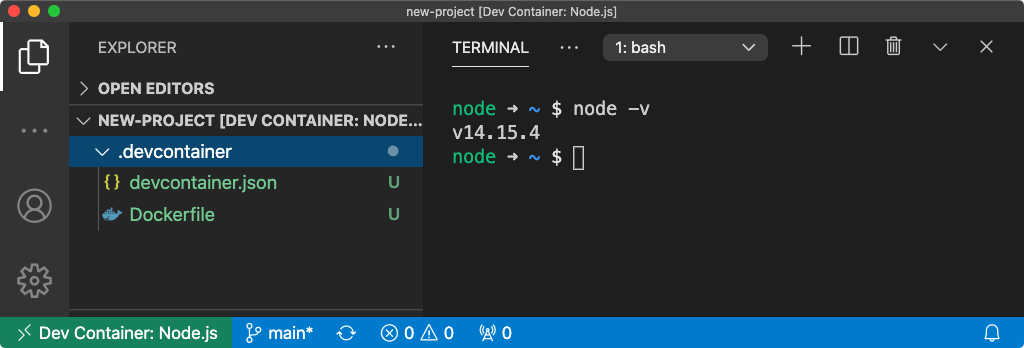 new-project [Dev Container: Node.js]
EXPLORER
OPEN EDITORS
NEW-PROJECT [DEV CONTAINER: NODE...
.devcontainer
{} devcontainer.json U
Dockerfile U
TERMINAL ··· 1: bash
node ➜ ~ $ node -v
v14.15.4
node ➜ ~ $
Dev Container: Node.js main* 0 0 0